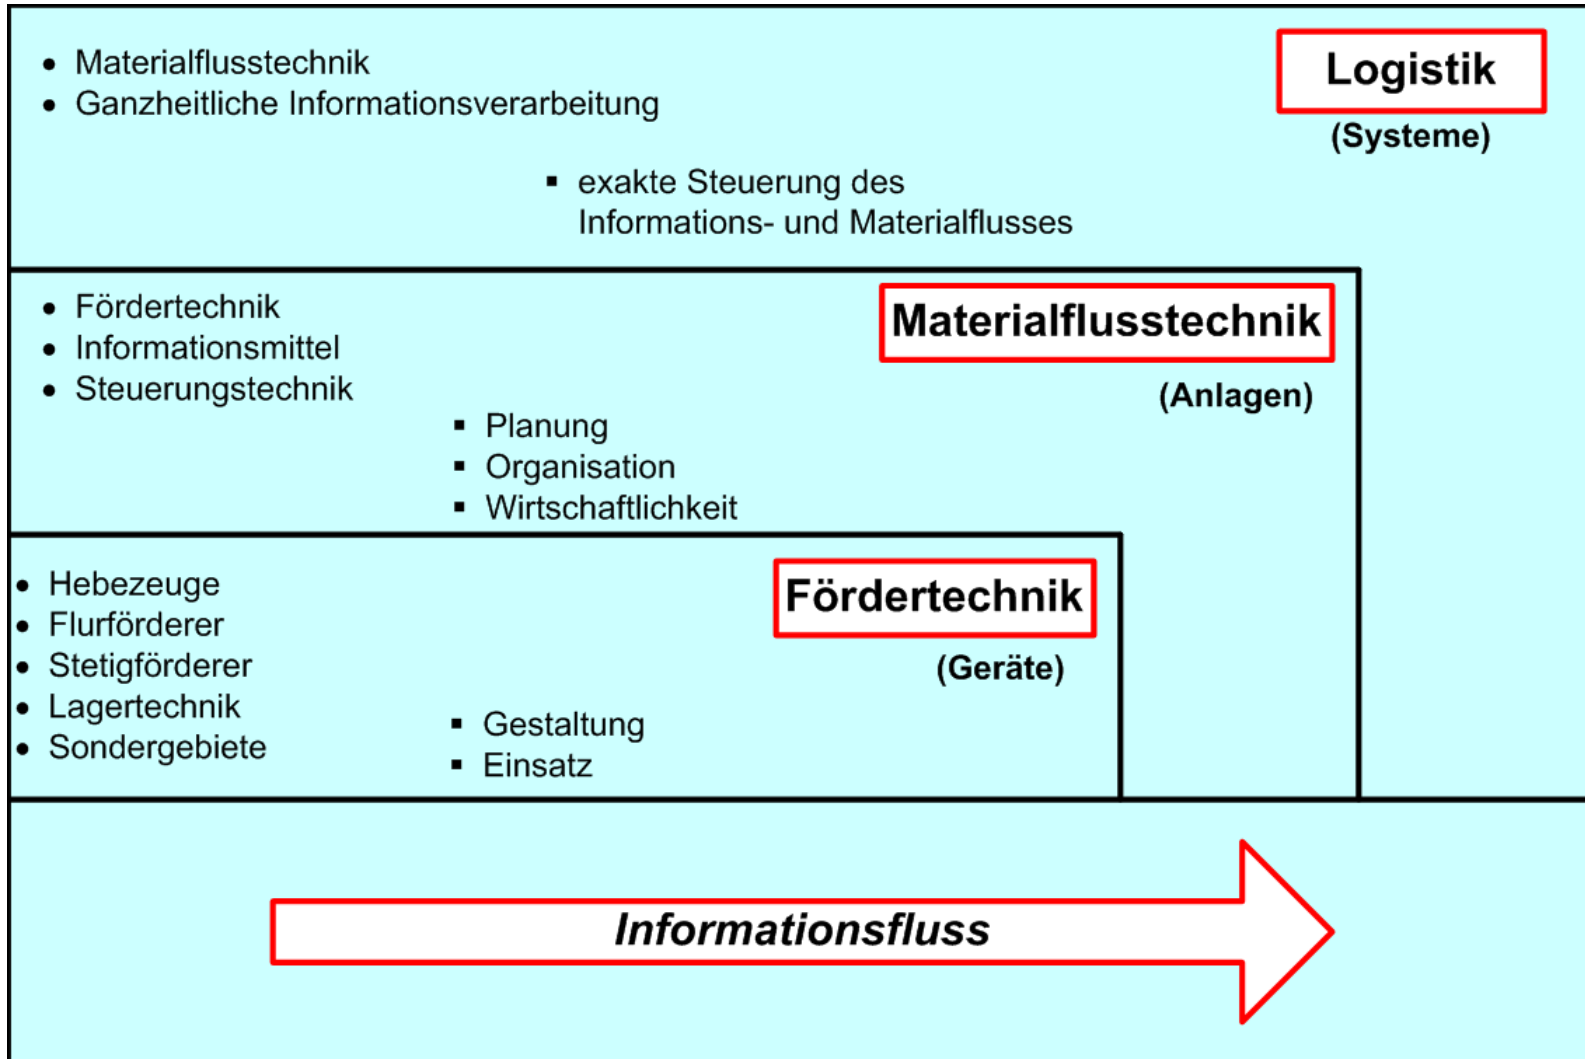 Logistik
(Systeme)
• Materialflusstechnik
• Ganzheitliche Informationsverarbeitung
▪ exakte Steuerung des
Informations- und Materialflusses
Materialflusstechnik
(Anlagen)
• Fördertechnik
• Informationsmittel
• Steuerungstechnik
▪ Planung
▪ Organisation
▪ Wirtschaftlichkeit
Fördertechnik
(Geräte)
• Hebezeuge
• Flurförderer
• Stetigförderer
• Lagertechnik
• Sondergebiete
▪ Gestaltung
▪ Einsatz
Informationsfluss